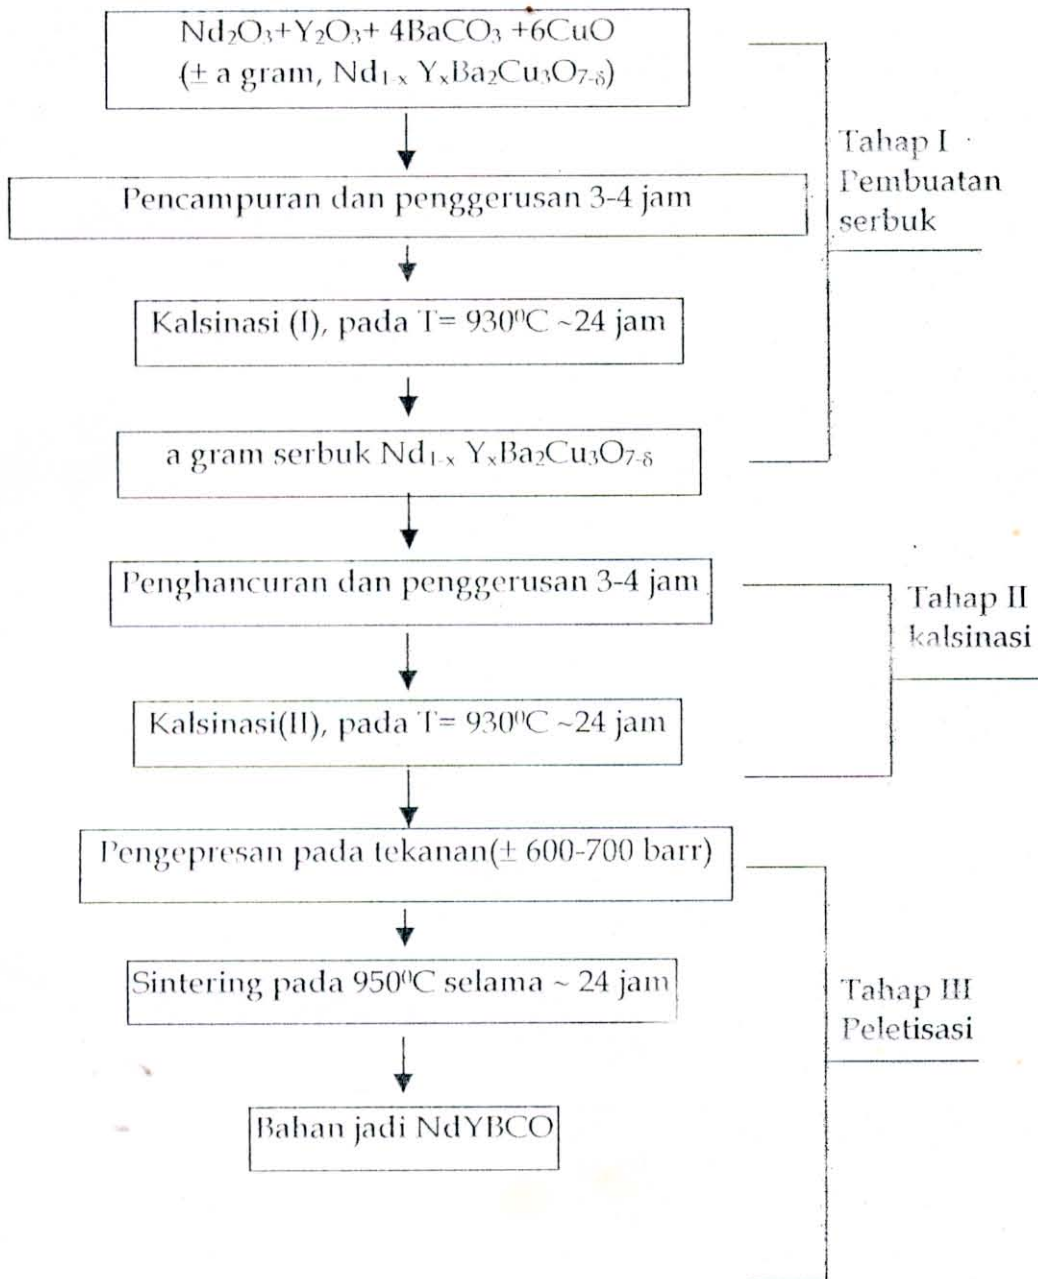 Nd₂O₃+Y₂O₃+ 4BaCO₃ +6CuO
(± a gram, Nd₁₋ₓ YₓBa₂Cu₃O₇₋δ)
Pencampuran dan penggerusan 3-4 jam
Kalsinasi (I), pada T= 930⁰C ~24 jam
a gram serbuk Nd₁₋ₓ YₓBa₂Cu₃O₇₋δ
Tahap I
Pembuatan
serbuk
Penghancuran dan penggerusan 3-4 jam
Kalsinasi(II), pada T= 930⁰C ~24 jam
Tahap II
kalsinasi
Pengepresan pada tekanan(± 600-700 barr)
Sintering pada 950⁰C selama ~ 24 jam
Bahan jadi NdYBCO
Tahap III
Peletisasi